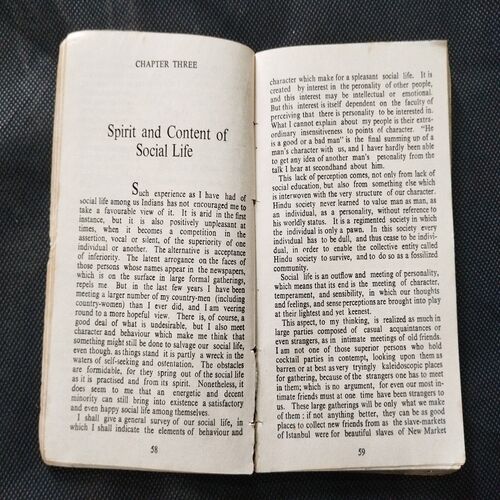 CHAPTER THREE
Spirit and Content of
Social Life
Such experience as I have had of
social life among us Indians has not encouraged me to
take a favourable view of it. It is arid in the first
instance, but it is also positively unpleasant at
times, when it becomes a competition in the
assertion, vocal or silent, of the superiority of one
individual or another. The alternative is acceptance
of inferiority. The latent arrogance on the faces of
those persons whose names appear in the newspapers,
which is on the surface in large formal gatherings,
repels me. But in the last few years I have been
meeting a larger number of my country-men (including
country-women) than I ever did, and I am veering
round to a more hopeful view. There is, of course, a
good deal of what is undesirable, but I also meet
character and behaviour which make me think that
something might still be done to salvage our social life,
even though. as things stand it is partly a wreck in the
waters of self-seeking and ostentation. The obstacles
are formidable, for they spring out of the social life
as it is practised and from its spirit. Nonetheless, it
does seem to me that an energetic and decent
minority can still bring into existence a satisfactory
and even happy social life among themselves.
I shall give a general survey of our social life, in
which I shall indicate the elements of behaviour and
58
character which make for a spleasant social life. It is
created by interest in the peronality of other people,
and this interest may be intellectual or emotional.
But this interest is itself dependent on the faculty of
perceiving that there is personality to be interested in.
What I cannot explain about my people is their extra-
ordinary insensitiveness to points of character. "He
is a good or a bad man" is the final summing up of a
man's character with us, and I haver hardly been able
to get any idea of another man's pesonality from the
talk I hear at secondhand about him.
This lack of perception comes, not only from lack of
social education, but also from something else which
is interwoven with the very structure of our character.
Hindu society never learned to value man as man, as
an individual, as a personality, without reference to
his worldly status. It is a regimented society in which
the individual is only a pawn. In this society every
individual has to be dull, and thus cease to be indivi-
dual, in order to enable the collective entity called
Hindu society to survive, and to do so as a fossilized
community.
Social life is an outflow and meeting of personality,
which means that its end is the meeting of character,
temperament, and sensibility, in which our thoughts
and feelings, and sense perceptions are brought into play
at their lightest and yet keenest.
This aspect, to my thinking, is realized as much in
large parties composed of casual acquaintances or
even strangers, as in intimate meetings of old friends.
I am not one of those superior persons who hold
cocktail parties in contempt, looking upon them as
barren or at best as very tryingly kaleidoscopic places
for gathering, because of the strangers one has to meet
in them; which is no argument, for even our most in-
timate friends must at one time have been strangers to
us. These large gatherings will be only what we make
of them ; if not anything better, they can be as good
places to collect new friends from as the slave-markets
of Istanbul were for beautiful slaves of New Market
59